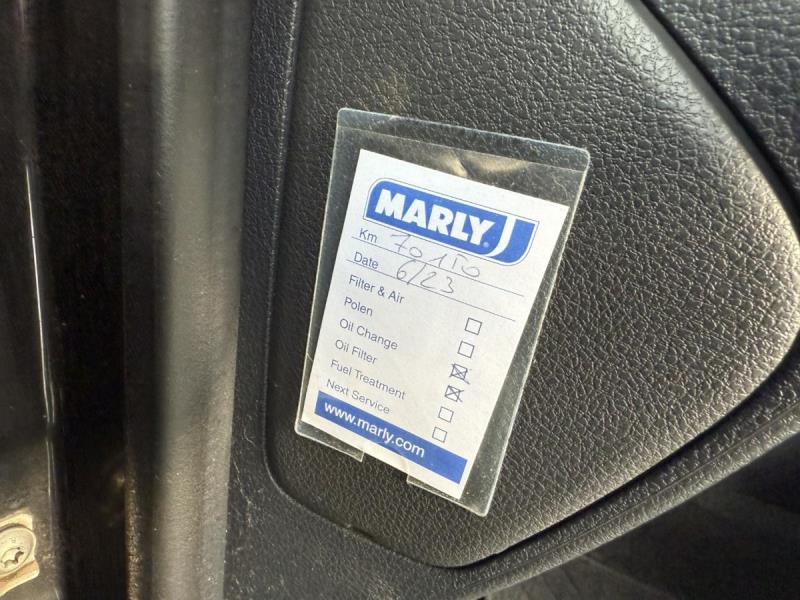 MARLY
Km 70150
Date 6/23
Filter & Air
Polen
Oil Change
Oil Filter
Fuel Treatment
Next Service
www.marly.com